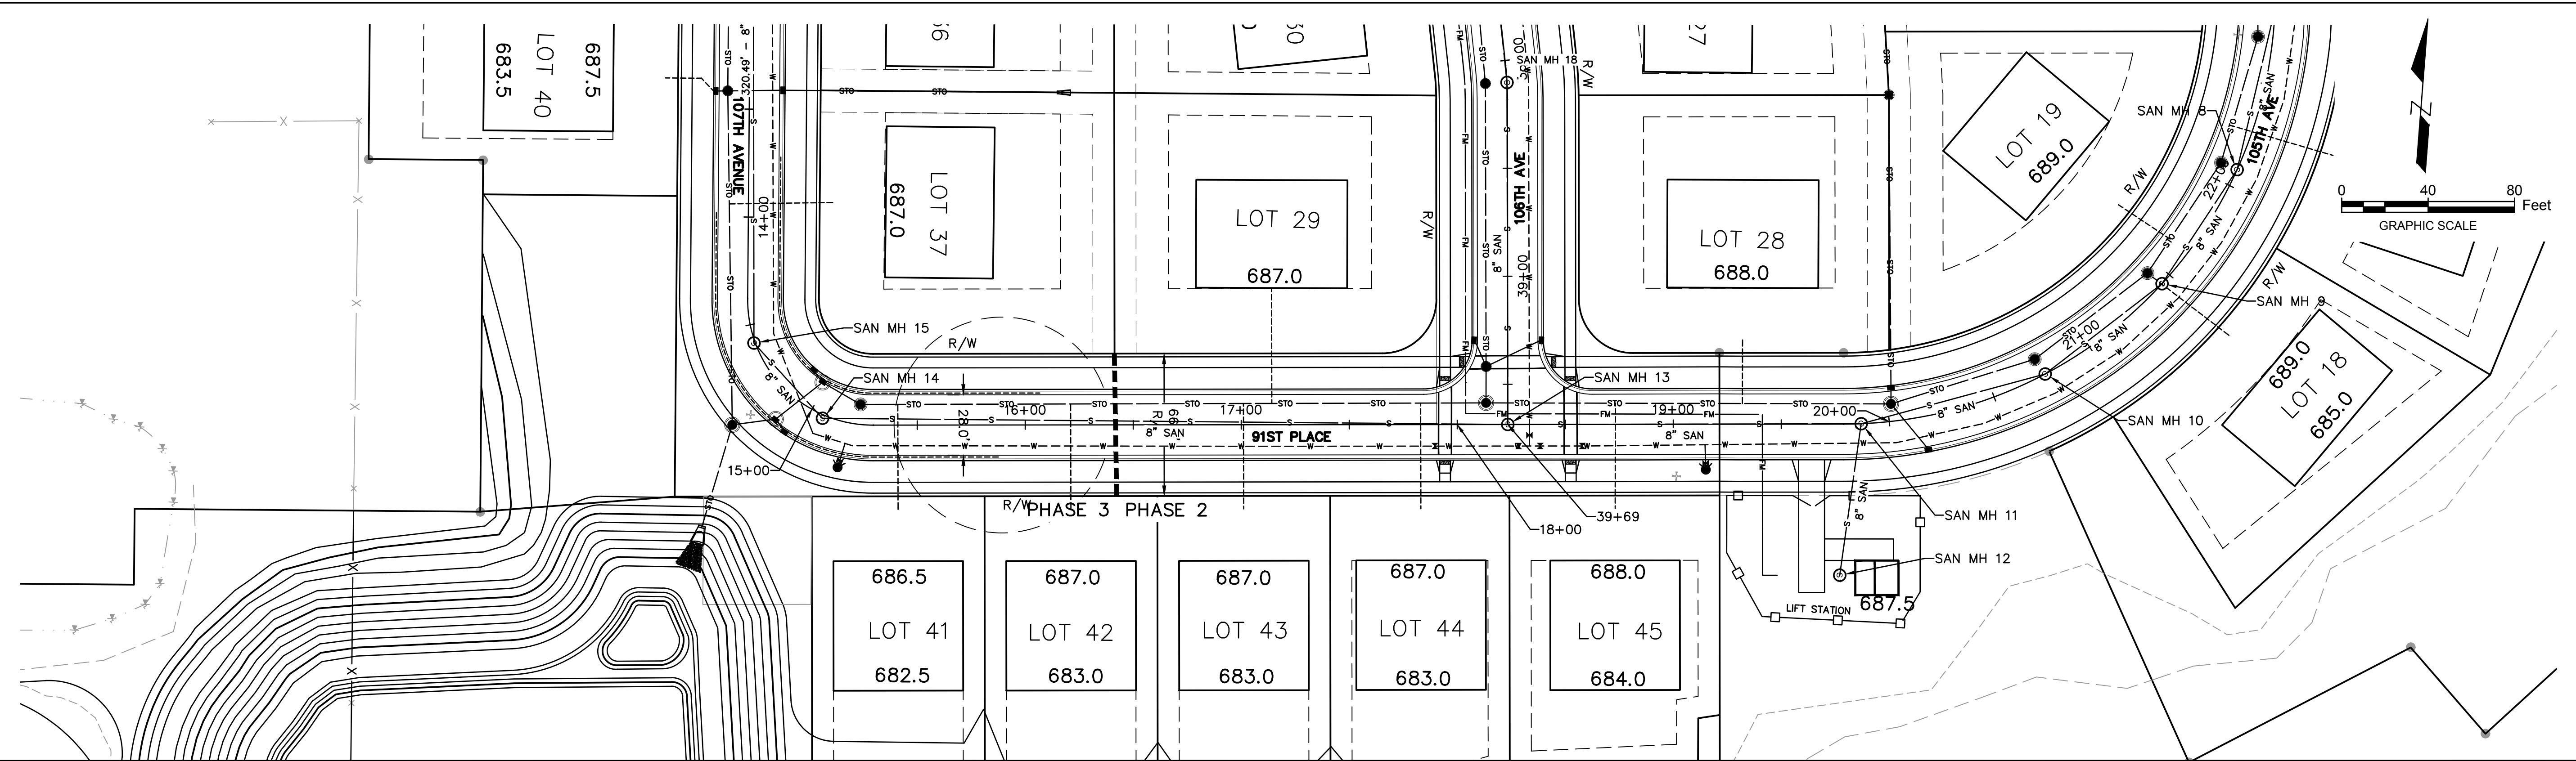 683.5
LOT 40
687.5
320.49' - 8"
107TH AVENUE
14+00
LOT 37
687.0
LOT 29
687.0
R/W
SAN MH 18
R/W
106TH AVE
8" SAN
39+00
LOT 28
688.0
LOT 19
689.0
R/W
SAN MH 8
105TH AVE
8" SAN
22+00
8" SAN
SAN MH 9
R/W
21+00
8" SAN
0 40 80
Feet
GRAPHIC SCALE
LOT 18
689.0
685.0
SAN MH 10
8" SAN
SAN MH 15
8" SAN
SAN MH 14
R/W
28.0'
16+00
17+00
8" SAN
91ST PLACE
SAN MH 13
19+00
8" SAN
20+00
15+00
R/W
PHASE 3 PHASE 2
18+00
39+69
8" SAN
SAN MH 11
SAN MH 12
LIFT STATION
687.5
686.5
LOT 41
682.5
687.0
LOT 42
683.0
687.0
LOT 43
683.0
687.0
LOT 44
683.0
688.0
LOT 45
684.0